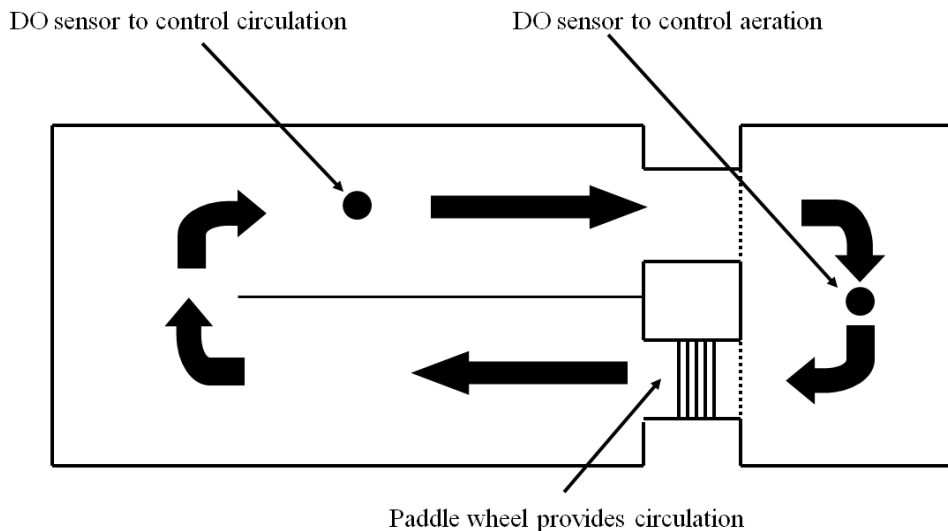 DO sensor to control circulation
DO sensor to control aeration
Paddle wheel provides circulation